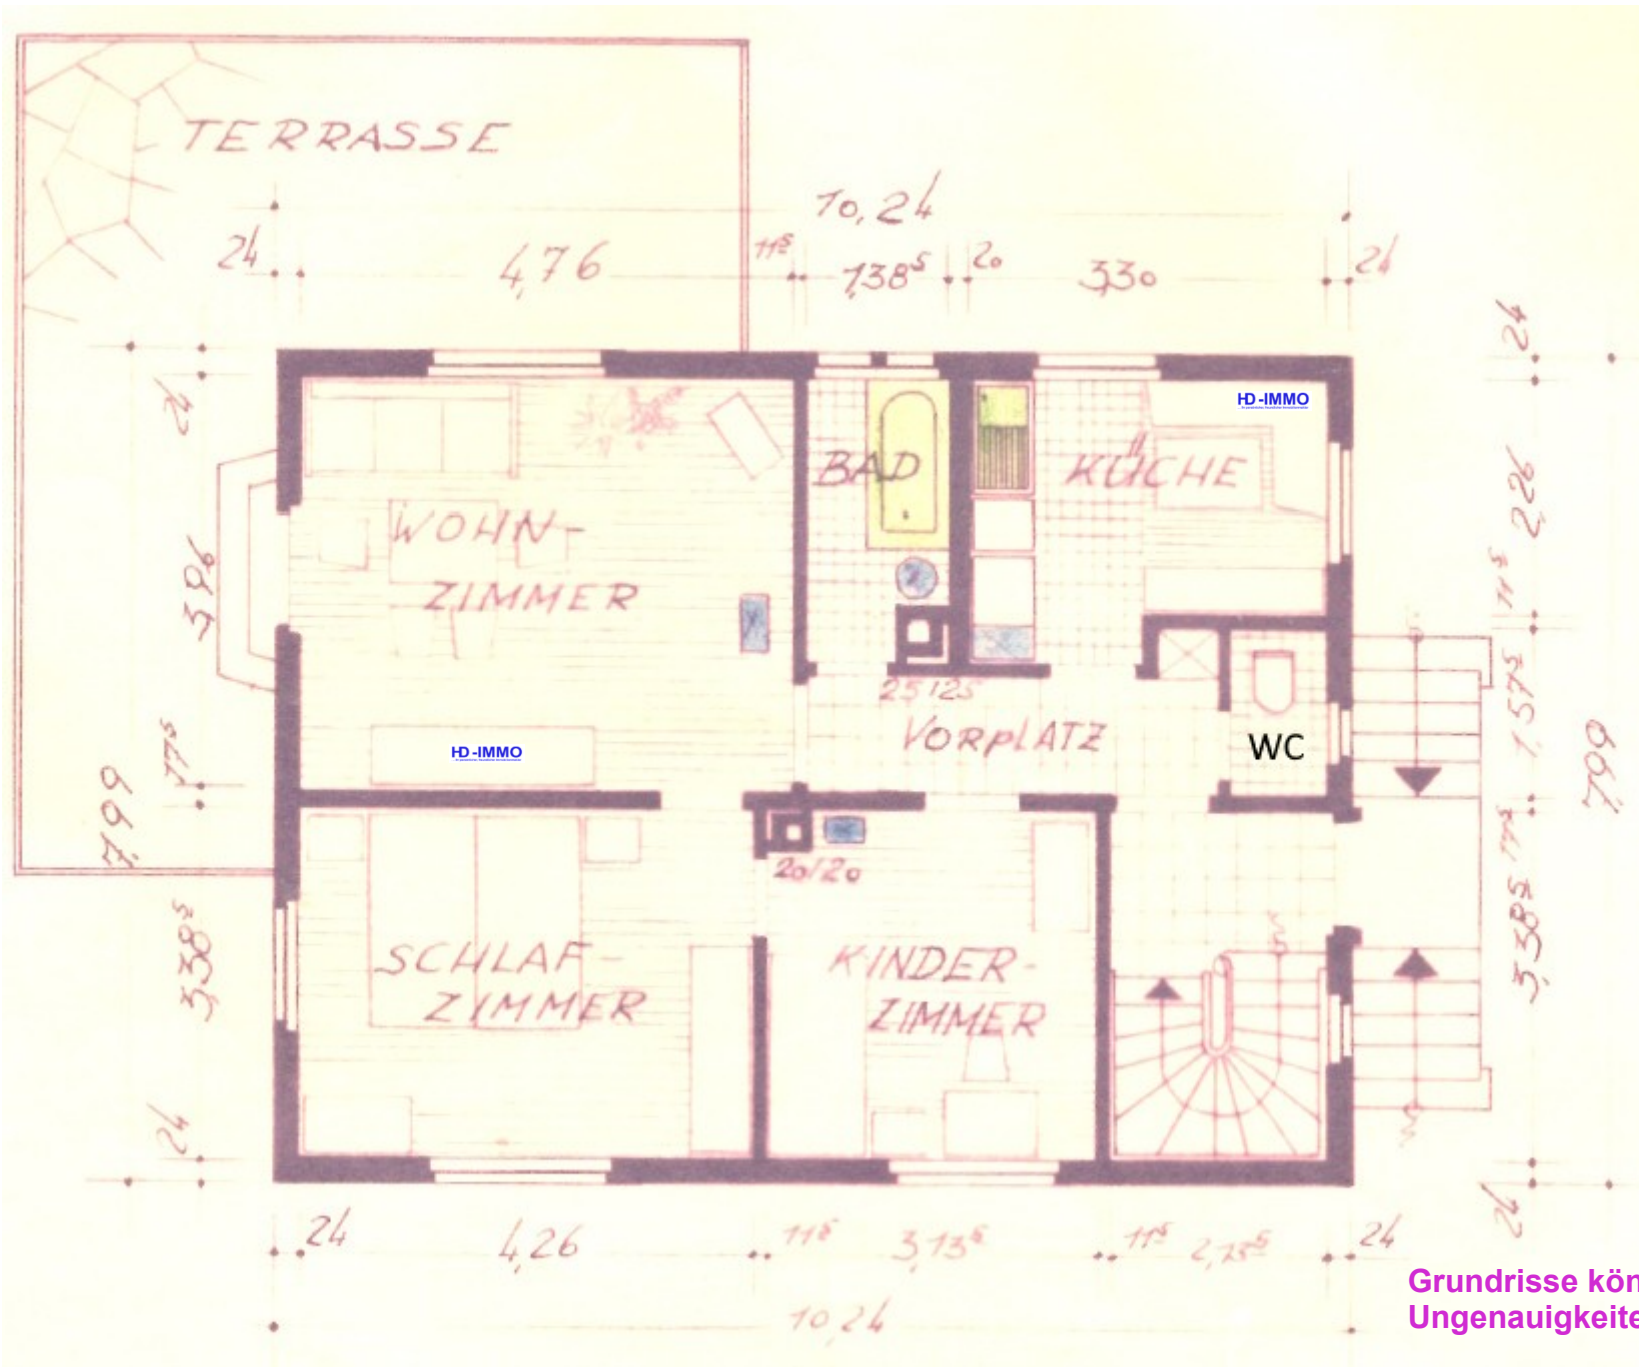 TERRASSE
10,24
24 4,76 11⁵ 1,38⁵ 20 3,30 24
24
24
HD-IMMO
BAD
KÜCHE
2,26
WOHN-
ZIMMER
3,96
11⁵
25/25
1,57⁵
VORPLATZ
WC
HD-IMMO
11⁵
7,99
7,99
20/20
11⁵
3,38⁵
3,38⁵
SCHLAF-
ZIMMER
KINDER-
ZIMMER
24
24
24 4,26 11⁵ 3,13⁵ 11⁵ 24
10,24
Grundrisse kön
Ungenauigkeite